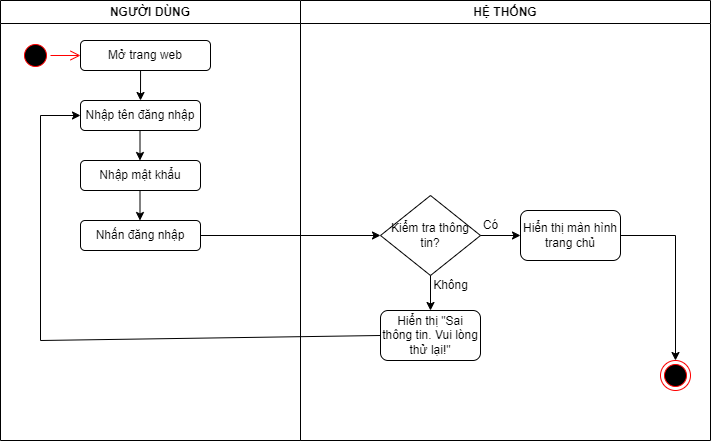 NGƯỜI DÙNG
HỆ THỐNG
Mở trang web
Nhập tên đăng nhập
Nhập mật khẩu
Nhấn đăng nhập
Kiểm tra thông
tin?
Có
Hiển thị màn hình
trang chủ
Không
Hiển thị "Sai
thông tin. Vui lòng
thử lại!"